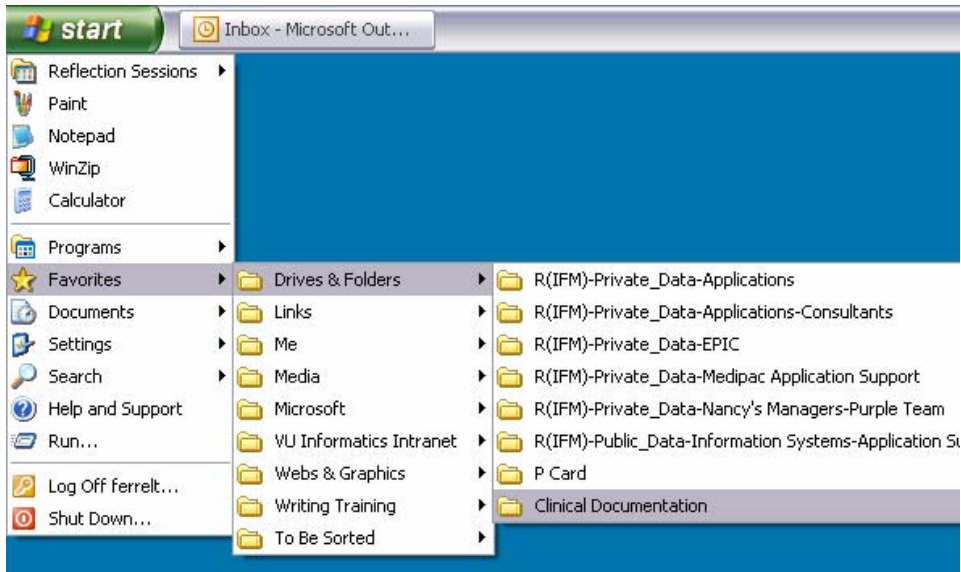 start
Inbox - Microsoft Out...
Reflection Sessions
Paint
Notepad
WinZip
Calculator
Programs
Favorites
Documents
Settings
Search
Help and Support
Run...
Log Off ferrelt...
Shut Down...
Drives & Folders
Links
Me
Media
Microsoft
VU Informatics Intranet
Webs & Graphics
Writing Training
To Be Sorted
R(IFM)-Private_Data-Applications
R(IFM)-Private_Data-Applications-Consultants
R(IFM)-Private_Data-EPIC
R(IFM)-Private_Data-Medipac Application Support
R(IFM)-Private_Data-Nancy's Managers-Purple Team
R(IFM)-Public_Data-Information Systems-Application Su
P Card
Clinical Documentation